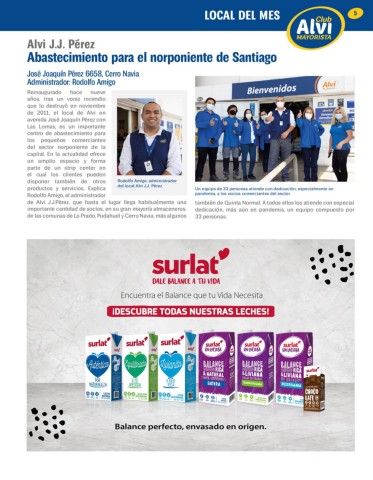 LOCAL DEL MES
Club
Alvi
MAYORISTA
5
Alvi J.J. Pérez
Abastecimiento para el norponiente de Santiago
José Joaquín Pérez 6658, Cerro Navia
Administrador: Rodolfo Amigo
Reinaugurado hace nueve
años, tras un voraz incendio
que lo destruyó en noviembre
de 2011, el local de Alvi en
avenida José Joaquín Pérez con
Las Lomas, es un importante
centro de abastecimiento para
los pequeños comerciantes
del sector norponiente de la
capital. En la actualidad ofrece
un amplio espacio y forma
parte de un strip center en
el cual los clientes pueden
disponer también de otros
productos y servicios. Explica
Rodolfo Amigo, el administrador
de Alvi J.J.Pérez, que hasta el lugar llega habitualmente una
importante cantidad de socios, en su gran mayoría almaceneros,
de las comunas de Lo Prado, Pudahuel y Cerro Navia, más algunos
Rodolfo Amigo, administrador
del local Alvi J.J. Pérez.
Bienvenidos
Alvi
Un equipo de 33 personas atiende con dedicación, especialmente en
pandemia, a los socios comerciantes del sector.
también de Quinta Normal. A todos ellos atiende con especial
dedicación, más aún en pandemia, un equipo compuesto por
33 personas.
surlat
DALE BALANCE A TU VIDA
Encuentra el Balance que tu Vida Necesita
¡DESCUBRE TODAS NUESTRAS LECHES!
surlat
surlat
surlat
surlat
surlat
surlat
BALANCE
BALANCE
BALANCE
CHOCO
LATE
Balance perfecto, envasado en origen.